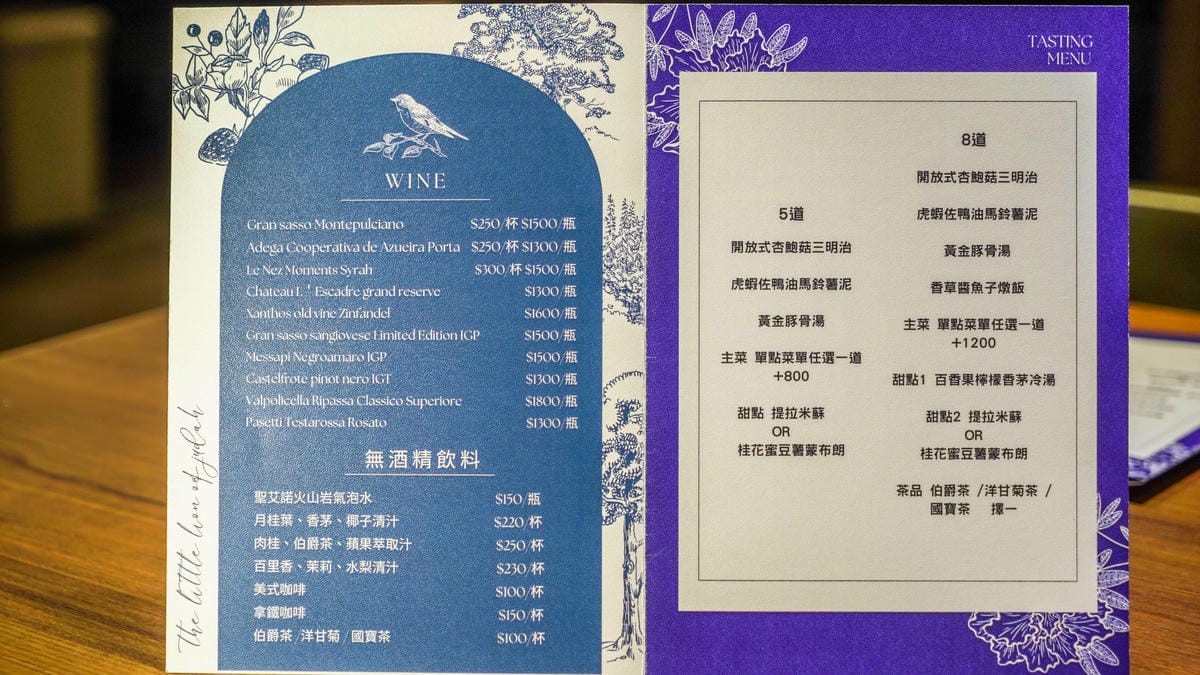 WINE
Gran sasso Montepulciano $250/杯 $1500/瓶
Adega Cooperativa de Azueira Porta $250/杯 $1300/瓶
Le Nez Moments Syrah $300/杯 $1500/瓶
Chateau L'Escadre grand reserve $1300/瓶
Xanthos old vine Zinfandel $1600/瓶
Gran sasso sangiovese Limited Edition IGP $1500/瓶
Messapi Negroamaro IGP $1500/瓶
Castelfrote pinot nero IGT $1300/瓶
Valpolicella Ripassa Classico Superiore $1800/瓶
Pasetti Testarossa Rosato $1300/瓶
無酒精飲料
聖艾諾火山岩氣泡水 $150/瓶
月桂葉、香茅、椰子清汁 $220/杯
肉桂、伯爵茶、蘋果萃取汁 $250/杯
百里香、茉莉、水梨清汁 $230/杯
美式咖啡 $100/杯
拿鐵咖啡 $150/杯
伯爵茶/洋甘菊/國寶茶 $100/杯
the little lion of judah
TASTING
MENU
5道
開放式杏鮑菇三明治
虎蝦佐鴨油馬鈴薯泥
黃金豚骨湯
主菜 單點菜單任選一道
+800
甜點 提拉米蘇
OR
桂花蜜豆薯蒙布朗
8道
開放式杏鮑菇三明治
虎蝦佐鴨油馬鈴薯泥
黃金豚骨湯
香草醬魚子燉飯
主菜 單點菜單任選一道
+1200
甜點1 百香果檸檬香茅冷湯
甜點2 提拉米蘇
OR
桂花蜜豆薯蒙布朗
茶品 伯爵茶 /洋甘菊茶 /
國寶茶 擇一